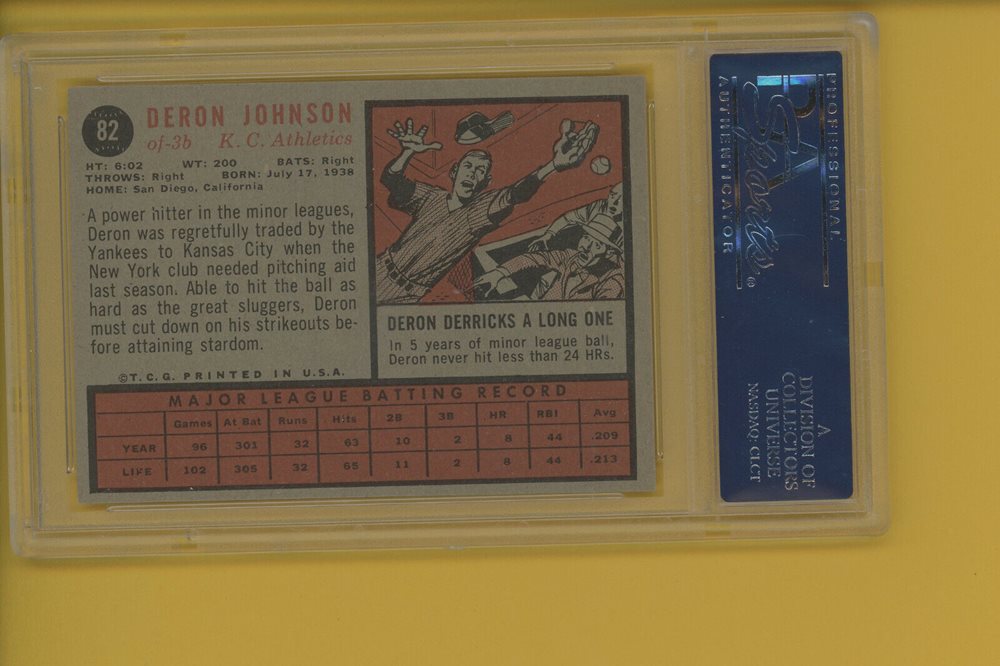 82
DERON JOHNSON
of-3b K. C. Athletics
HT: 6:02 WT: 200 BATS: Right
THROWS: Right BORN: July 17, 1938
HOME: San Diego, California
A power hitter in the minor leagues,
Deron was regretfully traded by the
Yankees to Kansas City when the
New York club needed pitching aid
last season. Able to hit the ball as
hard as the great sluggers, Deron
must cut down on his strikeouts be-
fore attaining stardom.
©T.C.G. PRINTED IN U.S.A.
DERON DERRICKS A LONG ONE
In 5 years of minor league ball,
Deron never hit less than 24 HRs.
MAJOR LEAGUE BATTING RECORD
Games At Bat Runs Hits 2B 3B HR RBI Avg
YEAR 96 301 32 63 10 2 8 44 .209
LIFE 102 305 32 65 11 2 8 44 .213
PROFESSIONAL
PSA
Sports
®
AUTHENTICATOR
A
DIVISION OF
COLLECTORS
UNIVERSE
NASDAQ: CLCT